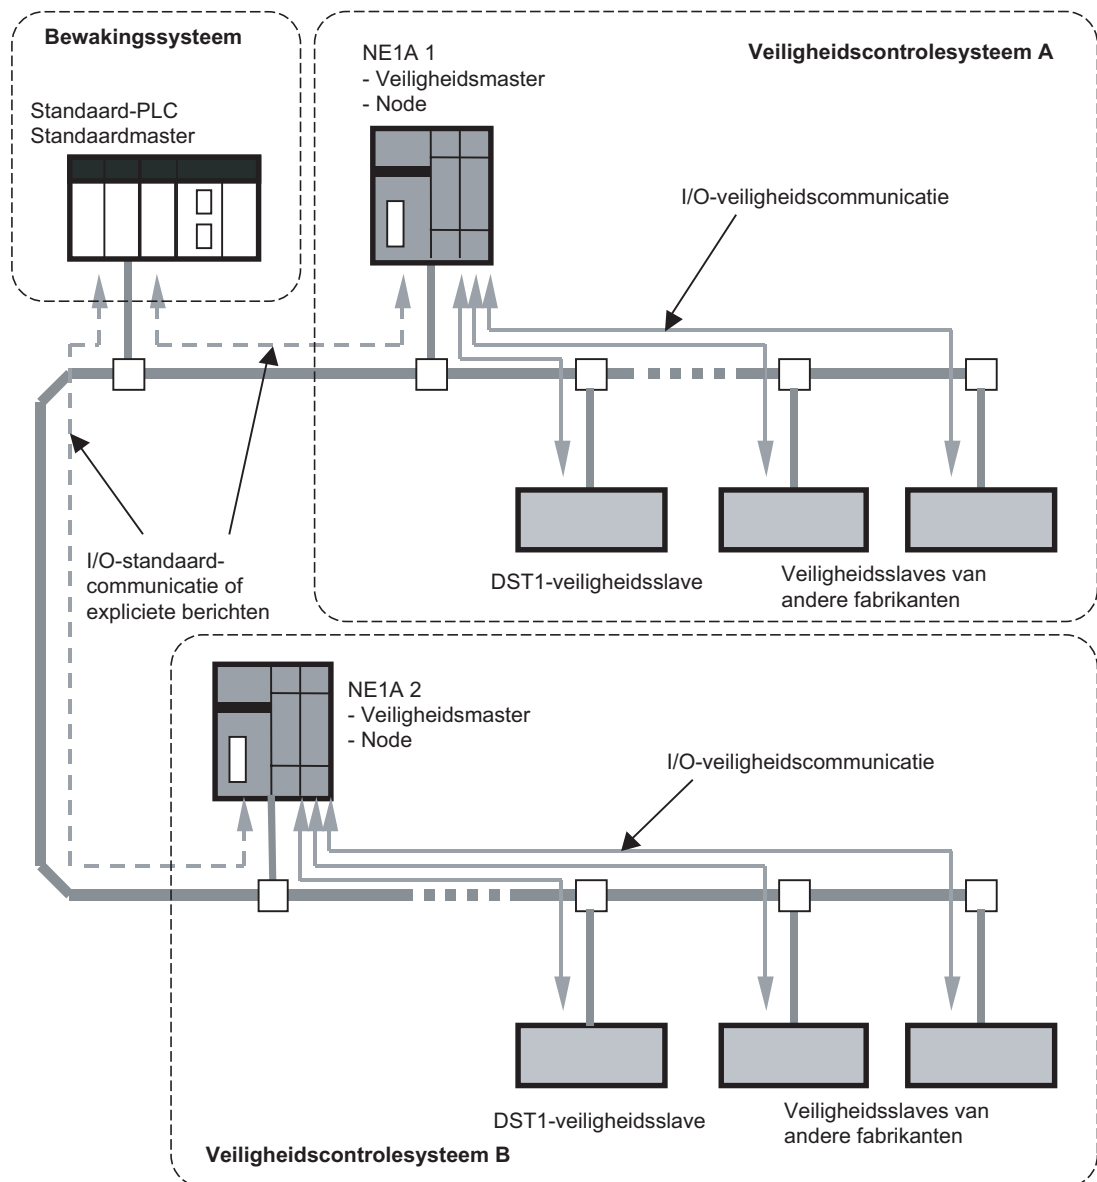 Bewakingssysteem
Standaard-PLC
Standaardmaster
NE1A 1
- Veiligheidsmaster
- Node
Veiligheidscontrolesysteem A
I/O-veiligheidscommunicatie
I/O-standaard-
communicatie of
expliciete berichten
DST1-veiligheidsslave
Veiligheidsslaves van
andere fabrikanten
NE1A 2
- Veiligheidsmaster
- Node
I/O-veiligheidscommunicatie
DST1-veiligheidsslave
Veiligheidsslaves van
andere fabrikanten
Veiligheidscontrolesysteem B